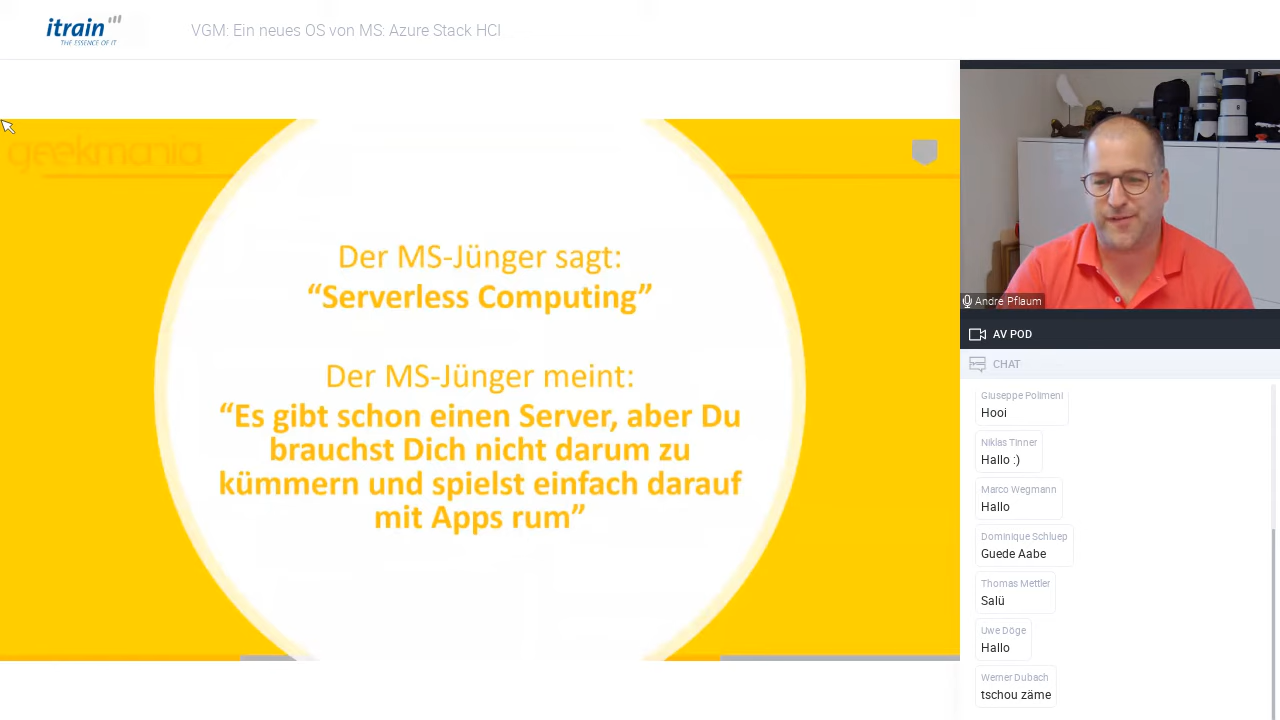 itrain
THE ESSENCE OF IT
VGM: Ein neues OS von MS: Azure Stack HCI
geekmania
Der MS-Jünger sagt:
“Serverless Computing”
Der MS-Jünger meint:
“Es gibt schon einen Server, aber Du
brauchst Dich nicht darum zu
kümmern und spielst einfach darauf
mit Apps rum”
Andre Pflaum
AV POD
CHAT
Giuseppe Polimeni
Hooi
Niklas Tinner
Hallo :)
Marco Wegmann
Hallo
Dominique Schluep
Guede Aabe
Thomas Mettler
Salü
Uwe Döge
Hallo
Werner Dubach
tschou zäme